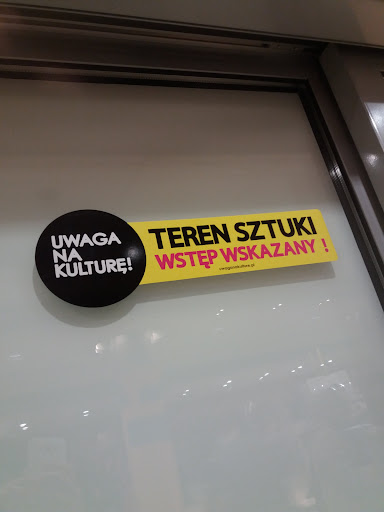 UWAGA
NA
KULTURĘ!
TEREN SZTUKI
WSTĘP WSKAZANY !